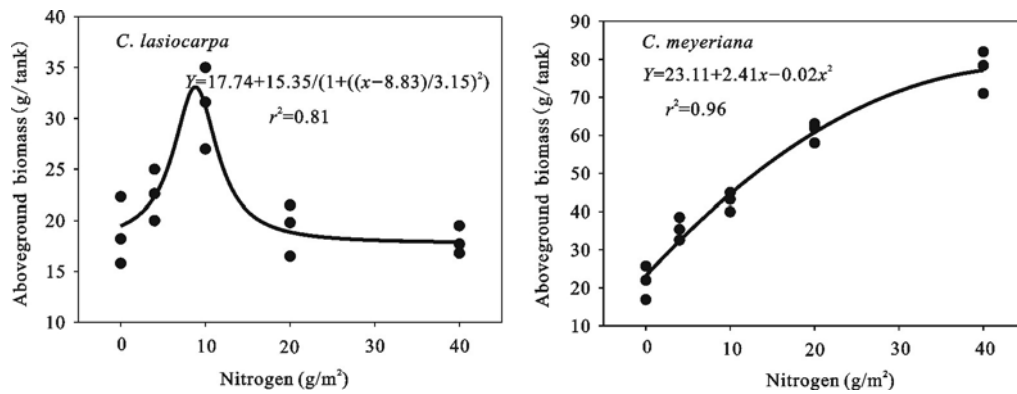 40
35
30
25
20
15
10
Aboveground biomass (g/tank)
C. lasiocarpa
Y=17.74+15.35/(1+((x−8.83)/3.15)²)
r²=0.81
0 10 20 30 40
Nitrogen (g/m²)
90
80
70
60
50
40
30
20
10
Aboveground biomass (g/tank)
C. meyeriana
Y=23.11+2.41x−0.02x²
r²=0.96
0 10 20 30 40
Nitrogen (g/m²)